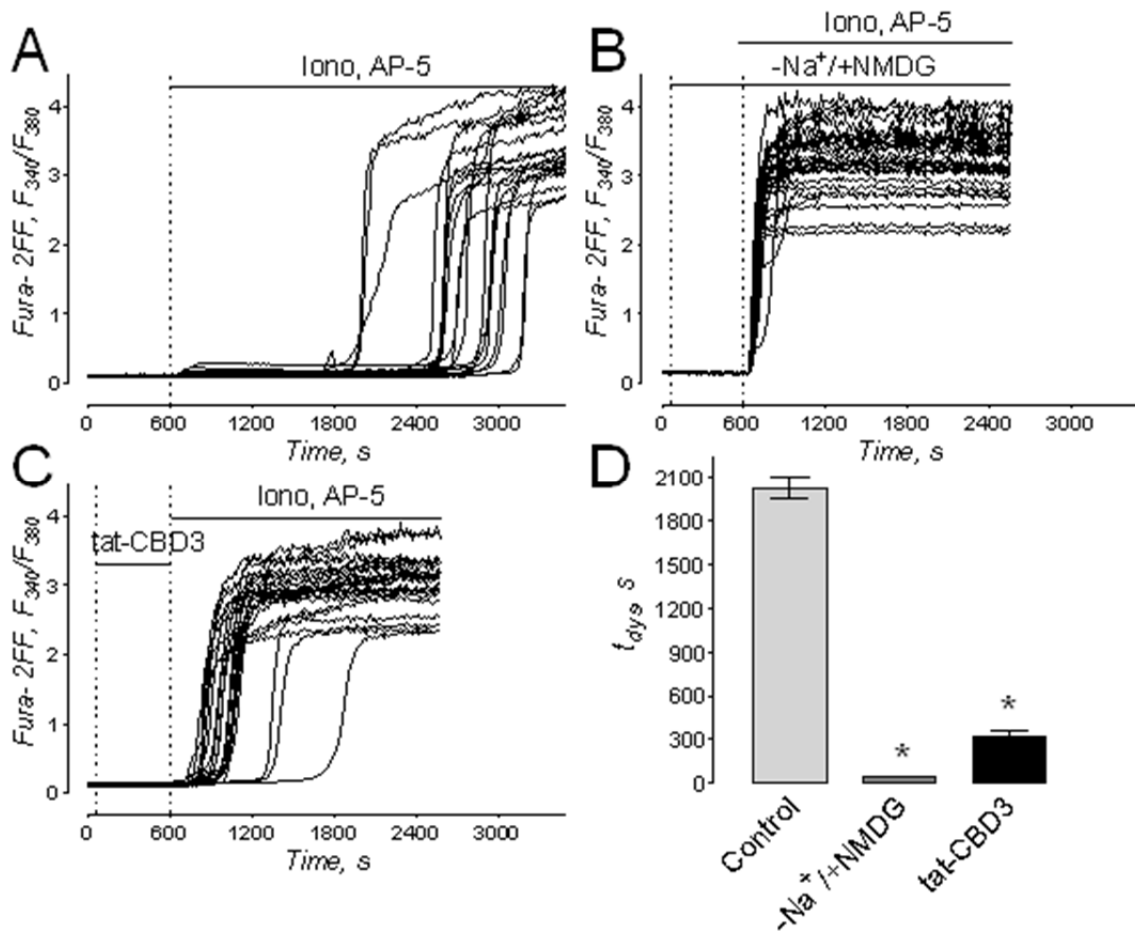 A
Iono, AP-5
Fura- 2FF, F340/F380
4
3
2
1
0
0 600 1200 1800 2400 3000
Time, s
B
Iono, AP-5
-Na+/+NMDG
Fura- 2FF, F340/F380
4
3
2
1
0
0 600 1200 1800 2400 3000
Time, s
C
Iono, AP-5
tat-CBD3
Fura- 2FF, F340/F380
4
3
2
1
0
0 600 1200 1800 2400 3000
Time, s
D
tdys, s
2100
1800
1500
1200
900
600
300
0
*
*
Control
-Na+/+NMDG
tat-CBD3